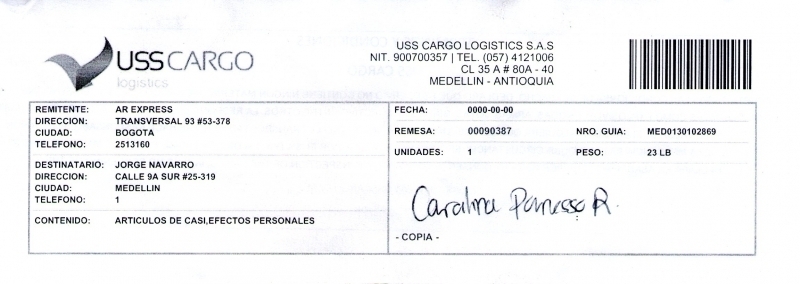 USSCARGO
logistics
USS CARGO LOGISTICS S.A.S
NIT. 900700357 | TEL. (057) 4121006
CL 35 A # 80A - 40
MEDELLIN - ANTIOQUIA
REMITENTE: AR EXPRESS
DIRECCION: TRANSVERSAL 93 #53-378
CIUDAD: BOGOTA
TELEFONO: 2513160
DESTINATARIO: JORGE NAVARRO
DIRECCION: CALLE 9A SUR #25-319
CIUDAD: MEDELLIN
TELEFONO: 1
CONTENIDO: ARTICULOS DE CASI,EFECTOS PERSONALES
FECHA: 0000-00-00
REMESA: 00090387 NRO. GUIA: MED0130102869
UNIDADES: 1 PESO: 23 LB
Carolina R.
- COPIA -